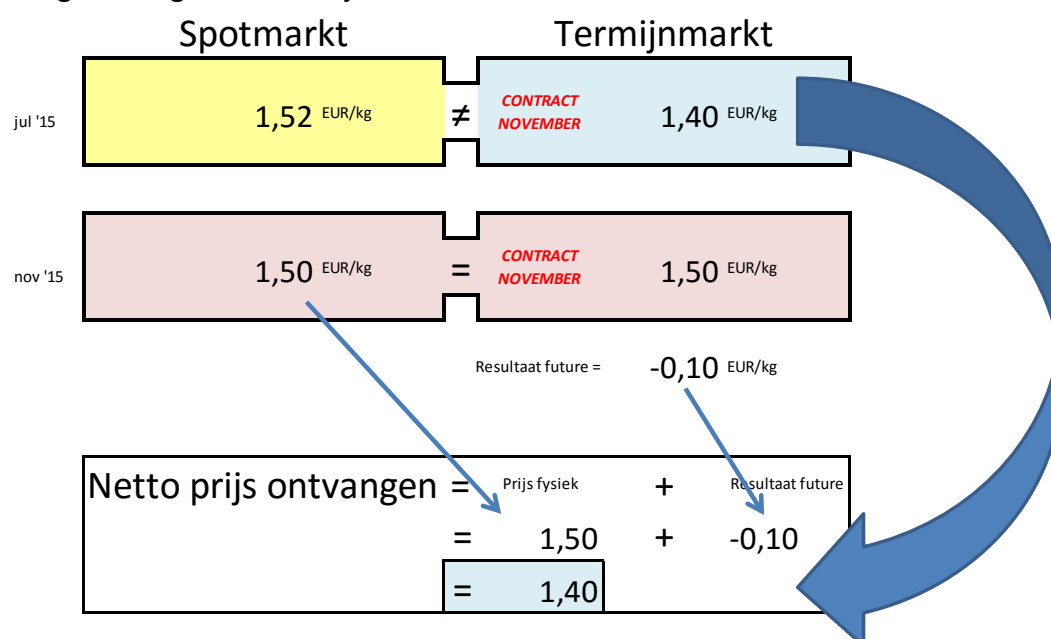 Spotmarkt Termijnmarkt
jul '15 1,52 EUR/kg ≠ CONTRACT NOVEMBER 1,40 EUR/kg
nov '15 1,50 EUR/kg = CONTRACT NOVEMBER 1,50 EUR/kg
Resultaat future = -0,10 EUR/kg
Netto prijs ontvangen = Prijs fysiek + Resultaat future
= 1,50 + -0,10
= 1,40